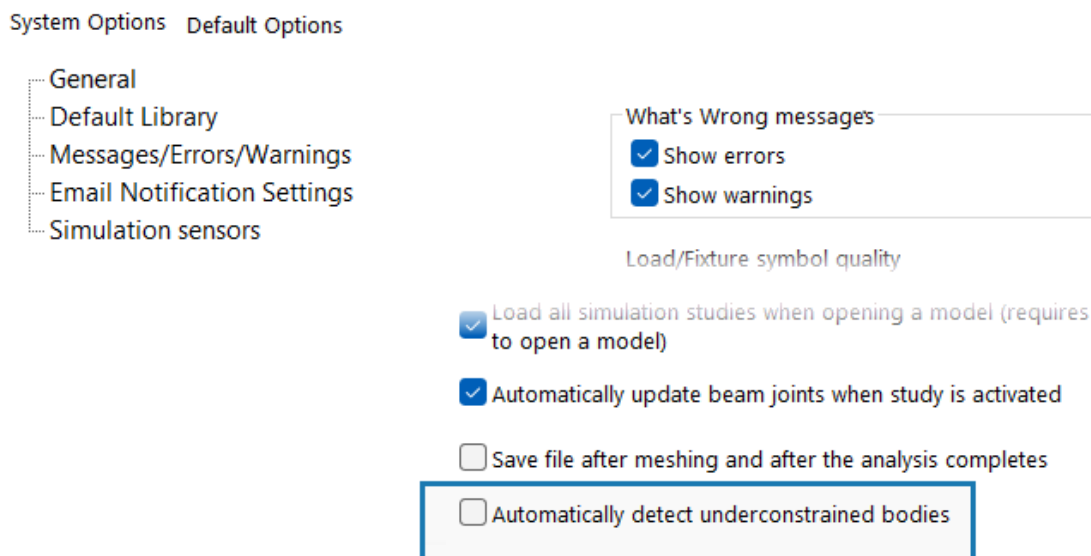 System Options Default Options
General
Default Library
Messages/Errors/Warnings
Email Notification Settings
Simulation sensors
What's Wrong messages
Show errors
Show warnings
Load/Fixture symbol quality
Load all simulation studies when opening a model (requires
to open a model)
Automatically update beam joints when study is activated
Save file after meshing and after the analysis completes
Automatically detect underconstrained bodies